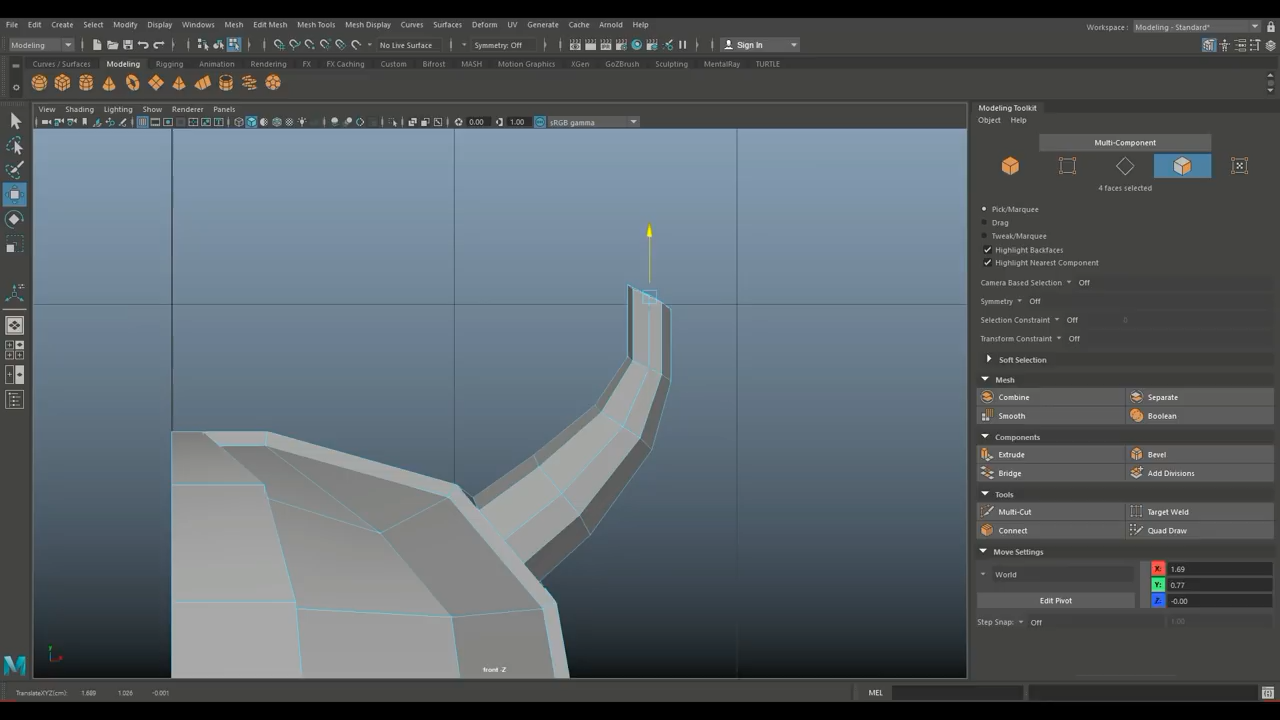 File Edit Create Select Modify Display Windows Mesh Edit Mesh Mesh Tools Mesh Display Curves Surfaces Deform UV Generate Cache Arnold Help
Workspace: Modeling - Standard*
Modeling No Live Surface Symmetry: Off Sign In
Curves / Surfaces Modeling Rigging Animation Rendering FX FX Caching Custom Bifrost MASH Motion Graphics XGen GoZBrush Sculpting MentalRay TURTLE
View Shading Lighting Show Renderer Panels
0.00 1.00 sRGB gamma
Modeling Toolkit
Object Help
Multi-Component
4 faces selected
Pick/Marquee
Drag
Tweak/Marquee
Highlight Backfaces
Highlight Nearest Component
Camera Based Selection Off
Symmetry Off
Selection Constraint Off 0
Transform Constraint Off
Soft Selection
Mesh
Combine Separate
Smooth Boolean
Components
Extrude Bevel
Bridge Add Divisions
Tools
Multi-Cut Target Weld
Connect Quad Draw
Move Settings
World
X: 1.69
Y: 0.77
Z: -0.00
Edit Pivot
Step Snap: Off 1.00
y
x
front -Z
M
TranslateXYZ(cm): 1.689 1.026 -0.001
MEL